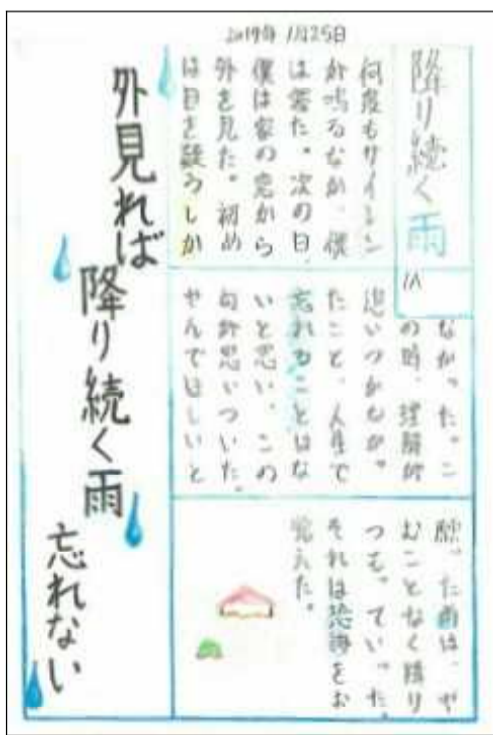 2019年11月25日
降り続く雨
何度もサイレン
が鳴るなか、僕
は寝た。次の日、
僕は家の窓から
外を見た。初め
は目を疑うしか
なかった。こ
の時、理解が
追いつかなか。
たこと、人生で
忘れることはな
いと思い、この
句が思いついた。
やんでほしいと
願った雨は、や
むことなく降り
つもっていった。
それは恐怖をお
覚えた。
外見れば
降り続く雨
忘れない